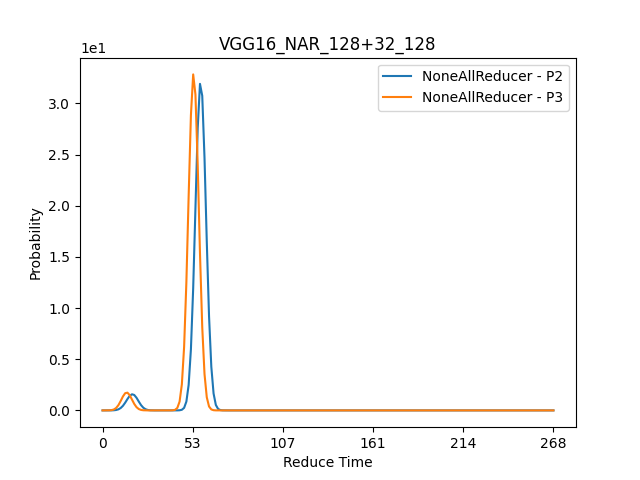 VGG16_NAR_128+32_128
1e1
NoneAllReducer - P2
NoneAllReducer - P3
3.0
2.5
2.0
1.5
1.0
0.5
0.0
Probability
0 53 107 161 214 268
Reduce Time